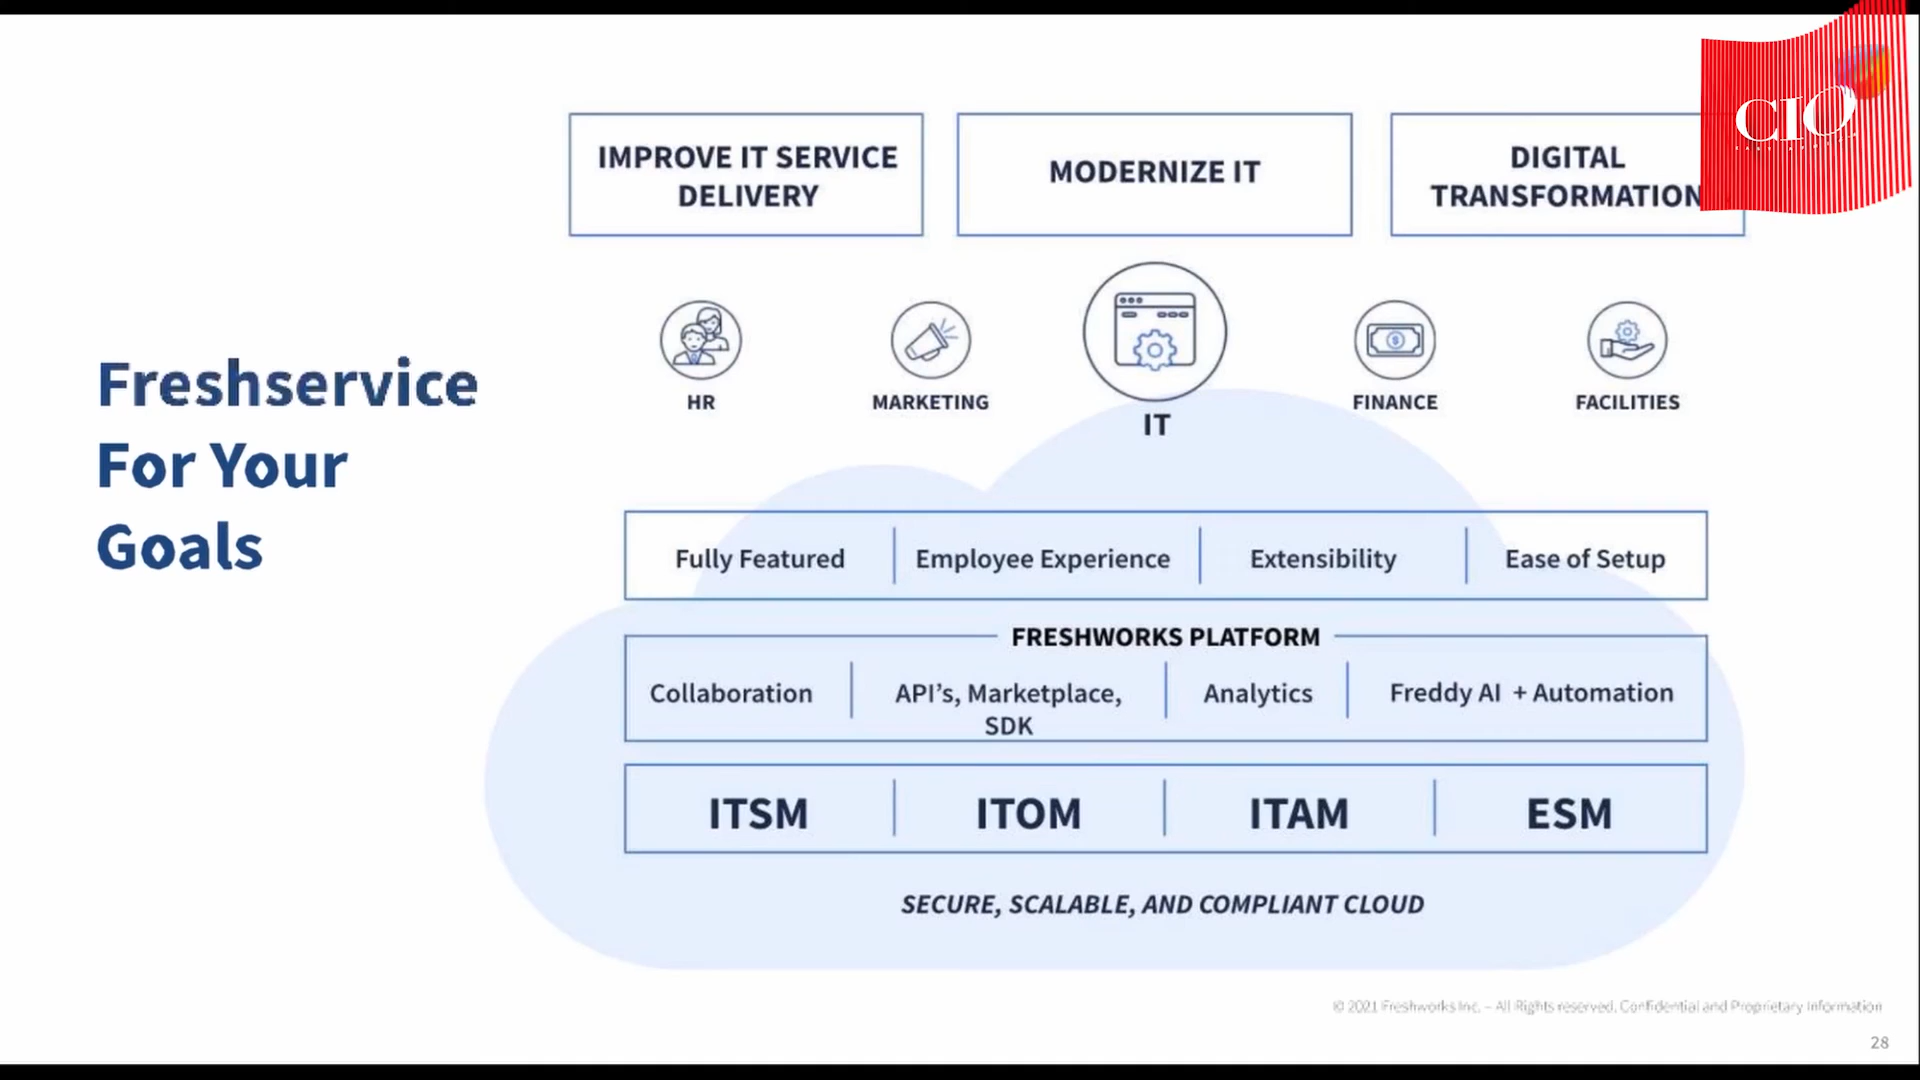 CIO
IMPROVE IT SERVICE
DELIVERY
MODERNIZE IT
DIGITAL
TRANSFORMATION
HR
MARKETING
IT
FINANCE
FACILITIES
Freshservice
For Your
Goals
Fully Featured
Employee Experience
Extensibility
Ease of Setup
FRESHWORKS PLATFORM
Collaboration
API’s, Marketplace,
SDK
Analytics
Freddy AI + Automation
ITSM
ITOM
ITAM
ESM
SECURE, SCALABLE, AND COMPLIANT CLOUD
© 2021 Freshworks Inc. – All Rights reserved. Confidential and Proprietary Information
28